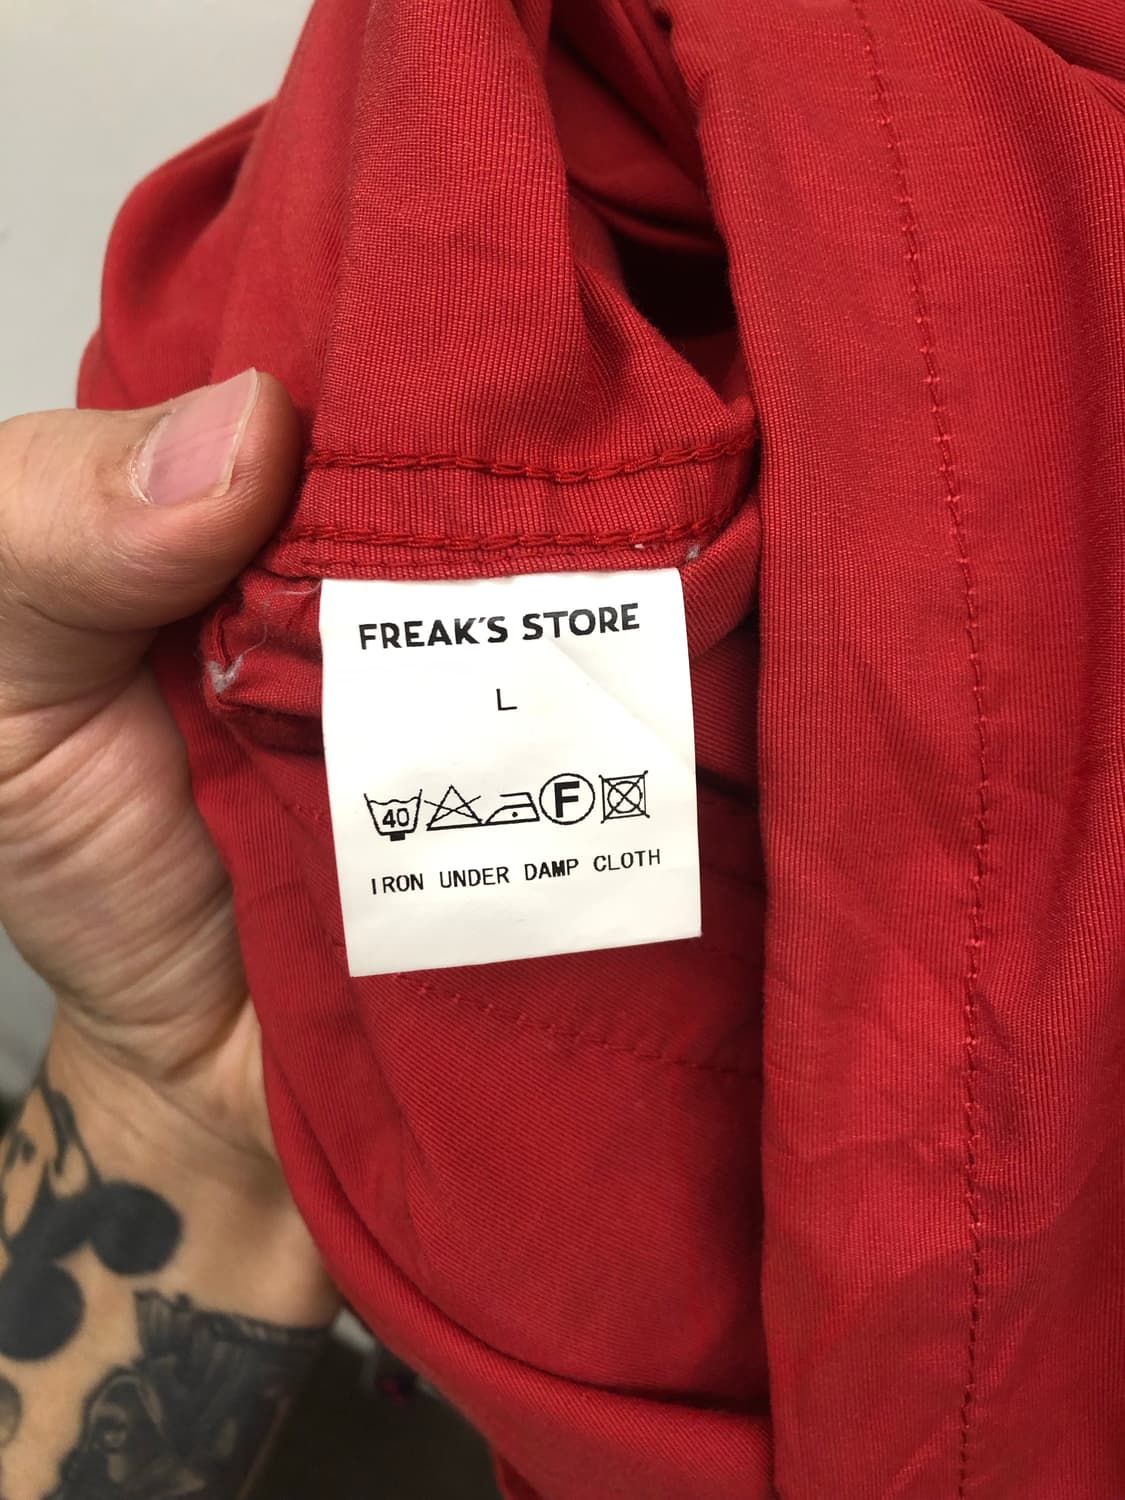 FREAK'S STORE
L
40 F
IRON UNDER DAMP CLOTH